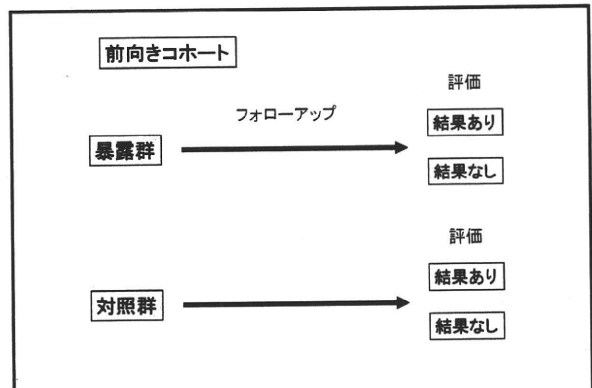 前向きコホート
評価
フォローアップ
結果あり
暴露群
結果なし
評価
結果あり
対照群
結果なし